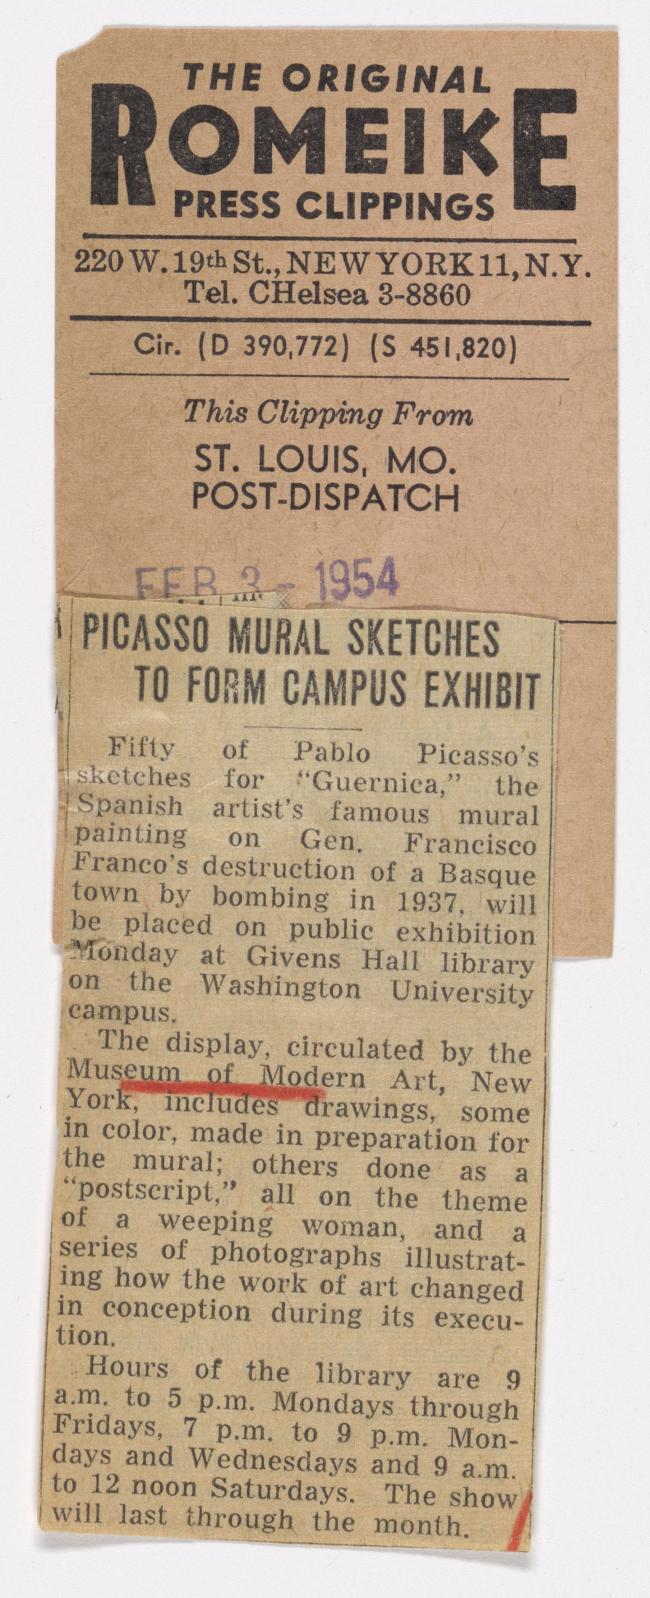 THE ORIGINAL
ROMEIKE
PRESS CLIPPINGS
220 W. 19th St., NEW YORK 11, N.Y.
Tel. CHelsea 3-8860
Cir. (D 390,772) (S 451,820)
This Clipping From
ST. LOUIS, MO.
POST-DISPATCH
FEB 3 - 1954
PICASSO MURAL SKETCHES
TO FORM CAMPUS EXHIBIT
Fifty of Pablo Picasso's
sketches for "Guernica," the
Spanish artist's famous mural
painting on Gen. Francisco
Franco's destruction of a Basque
town by bombing in 1937, will
be placed on public exhibition
Monday at Givens Hall library
on the Washington University
campus.
The display, circulated by the
Museum of Modern Art, New
York, includes drawings, some
in color, made in preparation for
the mural; others done as a
"postscript," all on the theme
of a weeping woman, and a
series of photographs illustrat-
ing how the work of art changed
in conception during its execu-
tion.
Hours of the library are 9
a.m. to 5 p.m. Mondays through
Fridays, 7 p.m. to 9 p.m. Mon-
days and Wednesdays and 9 a.m.
to 12 noon Saturdays. The show
will last through the month.